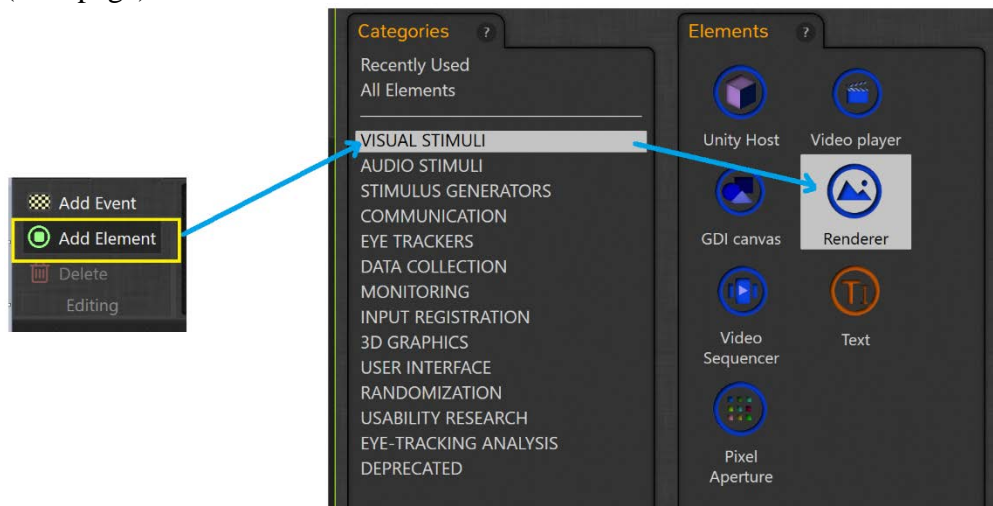 Categories ?
Recently Used
All Elements
VISUAL STIMULI
AUDIO STIMULI
STIMULUS GENERATORS
COMMUNICATION
EYE TRACKERS
DATA COLLECTION
MONITORING
INPUT REGISTRATION
3D GRAPHICS
USER INTERFACE
RANDOMIZATION
USABILITY RESEARCH
EYE-TRACKING ANALYSIS
DEPRECATED
Elements ?
Unity Host
Video player
GDI canvas
Renderer
Video
Sequencer
Text
Pixel
Aperture
Add Event
Add Element
Delete
Editing